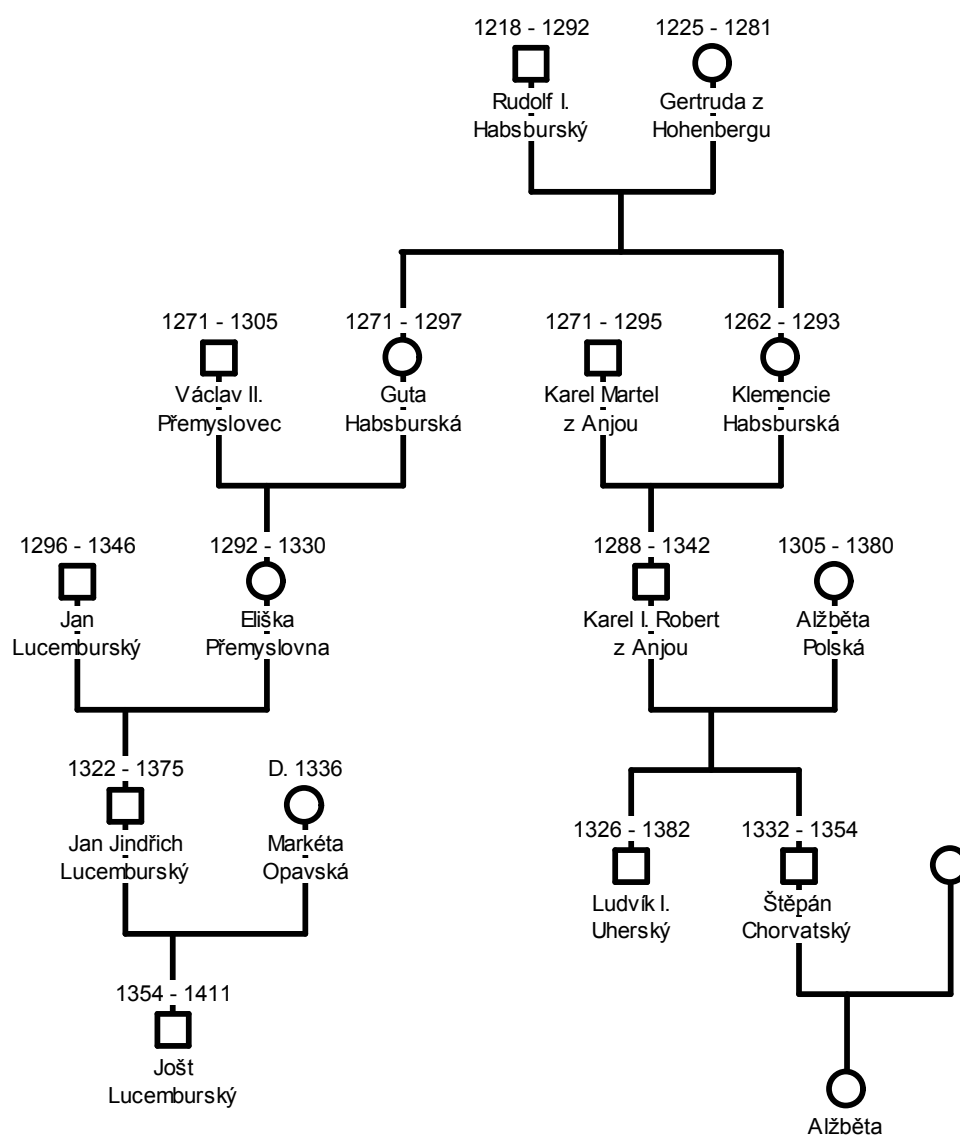 1218 - 1292
1225 - 1281
Rudolf I.
Habsburský
Gertruda z
Hohenbergu
1271 - 1305
1271 - 1297
1271 - 1295
1262 - 1293
Václav II.
Přemyslovec
Guta
Habsburská
Karel Martel
z Anjou
Klemencie
Habsburská
1296 - 1346
1292 - 1330
1288 - 1342
1305 - 1380
Jan
Lucemburský
Eliška
Přemyslovna
Karel I. Robert
z Anjou
Alžběta
Polská
1322 - 1375
D. 1336
1326 - 1382
1332 - 1354
Jan Jindřich
Lucemburský
Markéta
Opavská
Ludvík I.
Uherský
Štěpán
Chorvatský
1354 - 1411
Jošt
Lucemburský
Alžběta